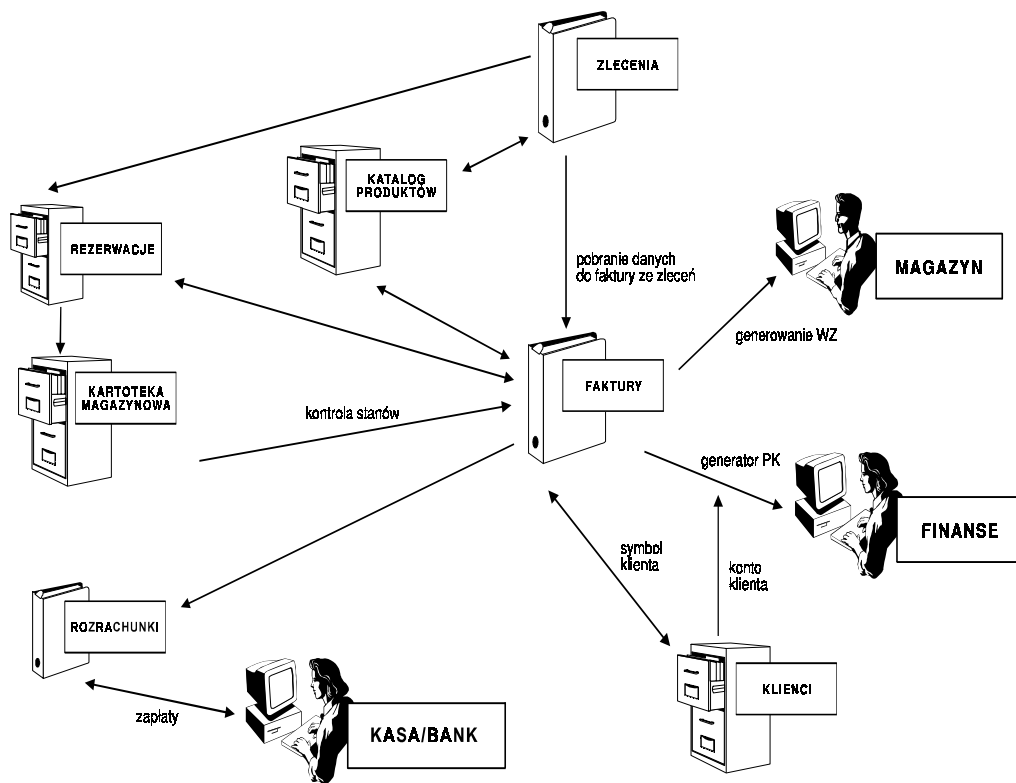 ZLECENIA
KATALOG
PRODUKTÓW
REZERWACJE
pobranie danych
do faktury ze zleceń
MAGAZYN
generowanie WZ
KARTOTEKA
MAGAZYNOWA
FAKTURY
kontrola stanów
generator PK
FINANSE
symbol
klienta
konto
klienta
ROZRACHUNKI
KLIENCI
zapłaty
KASA/BANK